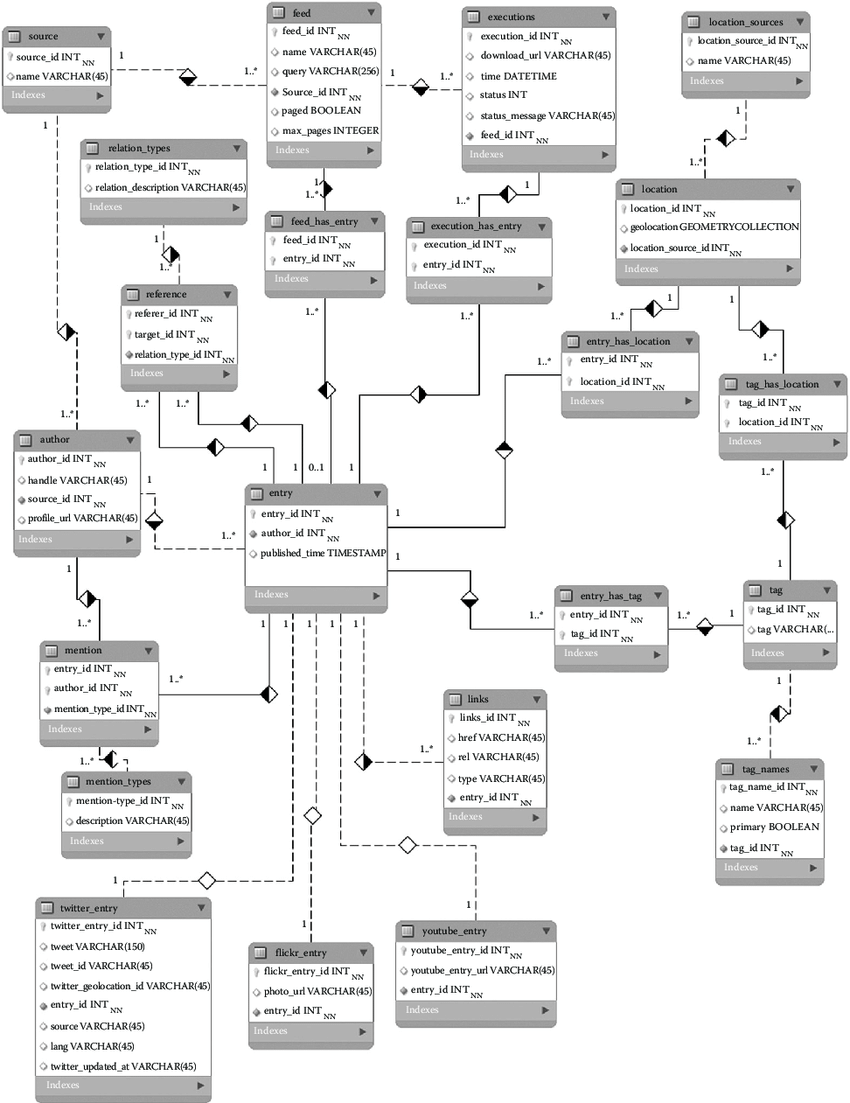 source
source_id INT NN
name VARCHAR(45)
Indexes
1
1..*
feed
feed_id INT NN
name VARCHAR(45)
query VARCHAR(256)
Source_id INT NN
paged BOOLEAN
max_pages INTEGER
Indexes
1
1..*
executions
execution_id INT NN
download_url VARCHAR(45)
time DATETIME
status INT
status_message VARCHAR(45)
feed_id INT NN
Indexes
location_sources
location_source_id INT NN
name VARCHAR(45)
Indexes
1
1..*
1
relation_types
relation_type_id INT NN
relation_description VARCHAR(45)
Indexes
1
1..*
1
1..*
feed_has_entry
feed_id INT NN
entry_id INT NN
Indexes
1..*
1
1..*
execution_has_entry
execution_id INT NN
entry_id INT NN
Indexes
1..*
location
location_id INT NN
geolocation GEOMETRYCOLLECTION
location_source_id INT NN
Indexes
1
1..*
1
1..*
reference
referer_id INT NN
target_id INT NN
relation_type_id INT NN
Indexes
1..*
1..*
entry_has_location
entry_id INT NN
location_id INT NN
Indexes
1..*
tag_has_location
tag_id INT NN
location_id INT NN
Indexes
1..*
1
1..*
author
author_id INT NN
handle VARCHAR(45)
source_id INT NN
profile_url VARCHAR(45)
Indexes
1
1..*
1
1
0..1
1
entry
entry_id INT NN
author_id INT NN
published_time TIMESTAMP
Indexes
1
1
1
1..*
entry_has_tag
entry_id INT NN
tag_id INT NN
Indexes
1..*
1..*
1
tag
tag_id INT NN
tag VARCHAR(...
Indexes
1
1..*
mention
entry_id INT NN
author_id INT NN
mention_type_id INT NN
Indexes
1..*
1..*
1
1
1
1
1
mention_types
mention-type_id INT NN
description VARCHAR(45)
Indexes
links
links_id INT NN
href VARCHAR(45)
rel VARCHAR(45)
type VARCHAR(45)
entry_id INT NN
Indexes
1..*
tag_names
tag_name_id INT NN
name VARCHAR(45)
primary BOOLEAN
tag_id INT NN
Indexes
1
twitter_entry
twitter_entry_id INT NN
tweet VARCHAR(150)
tweet_id VARCHAR(45)
twitter_geolocation_id VARCHAR(45)
entry_id INT NN
source VARCHAR(45)
lang VARCHAR(45)
twitter_updated_at VARCHAR(45)
Indexes
1
flickr_entry
flickr_entry_id INT NN
photo_url VARCHAR(45)
entry_id INT NN
Indexes
1
youtube_entry
youtube_entry_id INT NN
youtube_entry_url VARCHAR(45)
entry_id INT NN
Indexes